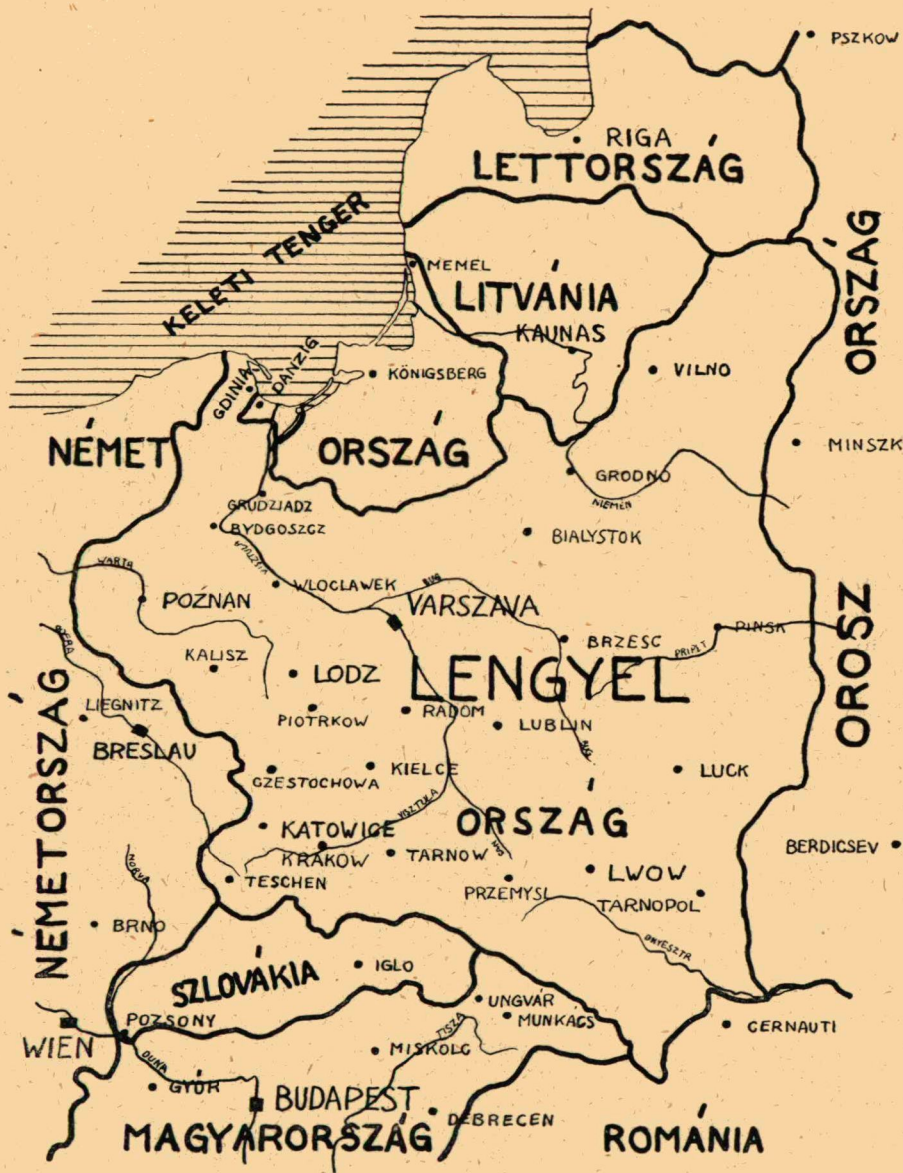 PSZKOW
RIGA
LETTORSZÁG
KELETI TENGER
MEMEL
LITVÁNIA
KAUNAS
ORSZÁG
GDINIA
DANZIG
KÖNIGSBERG
VILNO
NÉMET
ORSZÁG
MINSZK
GRODNO
NIEMEN
GRUDZIADZ
BYDGOSZCZ
BIALYSTOK
VISZTULA
WARTA
WLOCLAWEK
BUG
POZNAN
VARSZAVA
BRZESC
PINSK
PRIPET
OROSZ
KALISZ
LODZ
LENGYEL
NÉMETORSZÁG
LIEGNITZ
PIOTRKOW
RADOM
LUBLIN
BUG
BRESLAU
CZESTOCHOWA
KIELCE
LUCK
VISZTULA
ORSZÁG
KATOWICE
KRAKOW
TARNOW
BERDICSEV
TESCHEN
PRZEMYSL
LWOW
TARNOPOL
BRNO
DNYESZTR
SZLOVÁKIA
IGLO
UNGVÁR
POZSONY
MUNKÁCS
CERNAUTI
WIEN
TISZA
MISKOLC
DUNA
GYŐR
BUDAPEST
DEBRECEN
MAGYARORSZÁG
ROMÁNIA